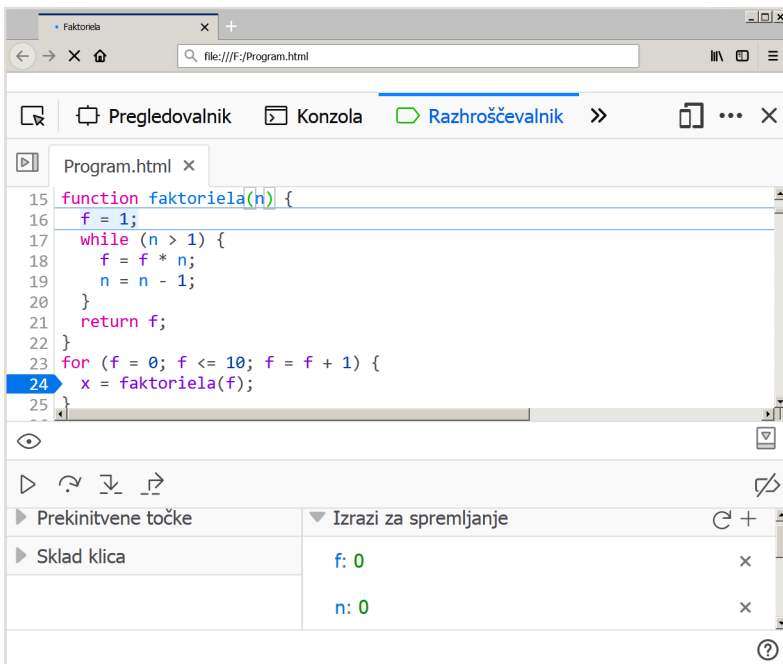 Faktoriela
file:///F:/Program.html
Pregledovalnik Konzola Razhroščevalnik
Program.html
15 function faktoriela(n) {
16 f = 1;
17 while (n > 1) {
18 f = f * n;
19 n = n - 1;
20 }
21 return f;
22 }
23 for (f = 0; f <= 10; f = f + 1) {
24 x = faktoriela(f);
25 }
Prekinitvene točke
Izrazi za spremljanje
Sklad klica
f: 0
n: 0